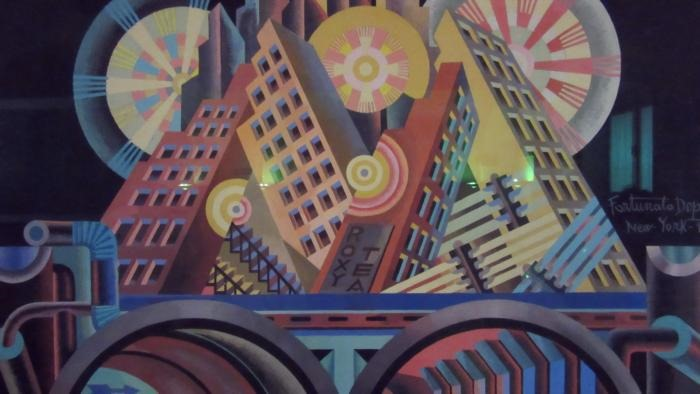 ROXY
TEA
Fortunato Dep
New York-